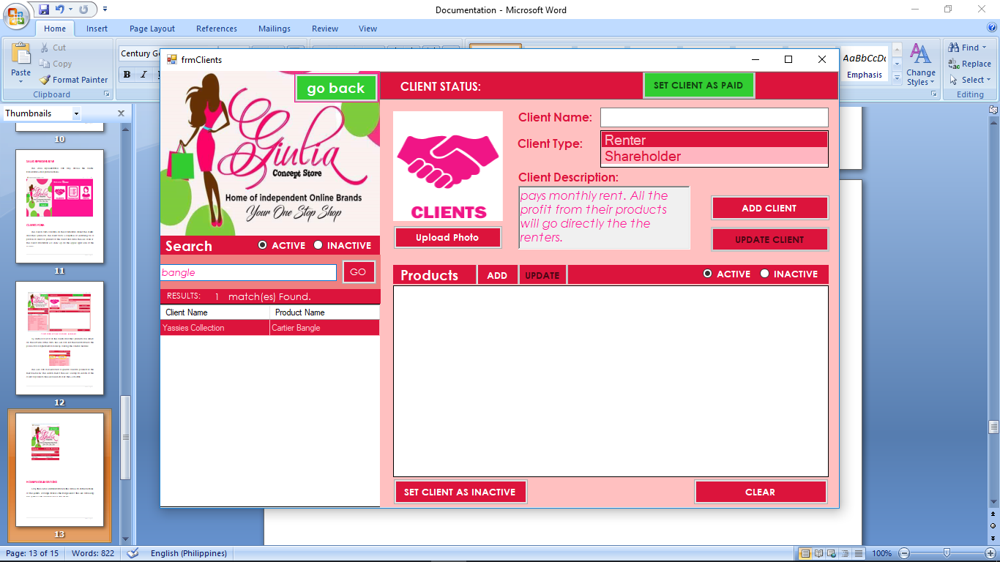 Documentation - Microsoft Word
Home Insert Page Layout References Mailings Review View
Paste
Cut
Copy
Format Painter
Clipboard
Century Go
B I
AaBbCcDc
Emphasis
Change Styles
Find
Replace
Select
Editing
Thumbnails
10
11
12
13
frmClients
go back
Giulia
Concept Store
Home of independent Online Brands
Your One Stop Shop
Search ACTIVE INACTIVE
bangle GO
RESULTS: 1 match(es) Found.
Client Name Product Name
Yassies Collection Cartier Bangle
CLIENT STATUS: SET CLIENT AS PAID
CLIENTS
Upload Photo
Client Name:
Client Type: Renter
Shareholder
Client Description:
pays monthly rent. All the
profit from their products
will go directly the the
renters.
ADD CLIENT
UPDATE CLIENT
Products ADD UPDATE ACTIVE INACTIVE
SET CLIENT AS INACTIVE CLEAR
Page: 13 of 15 Words: 822 English (Philippines) 100%